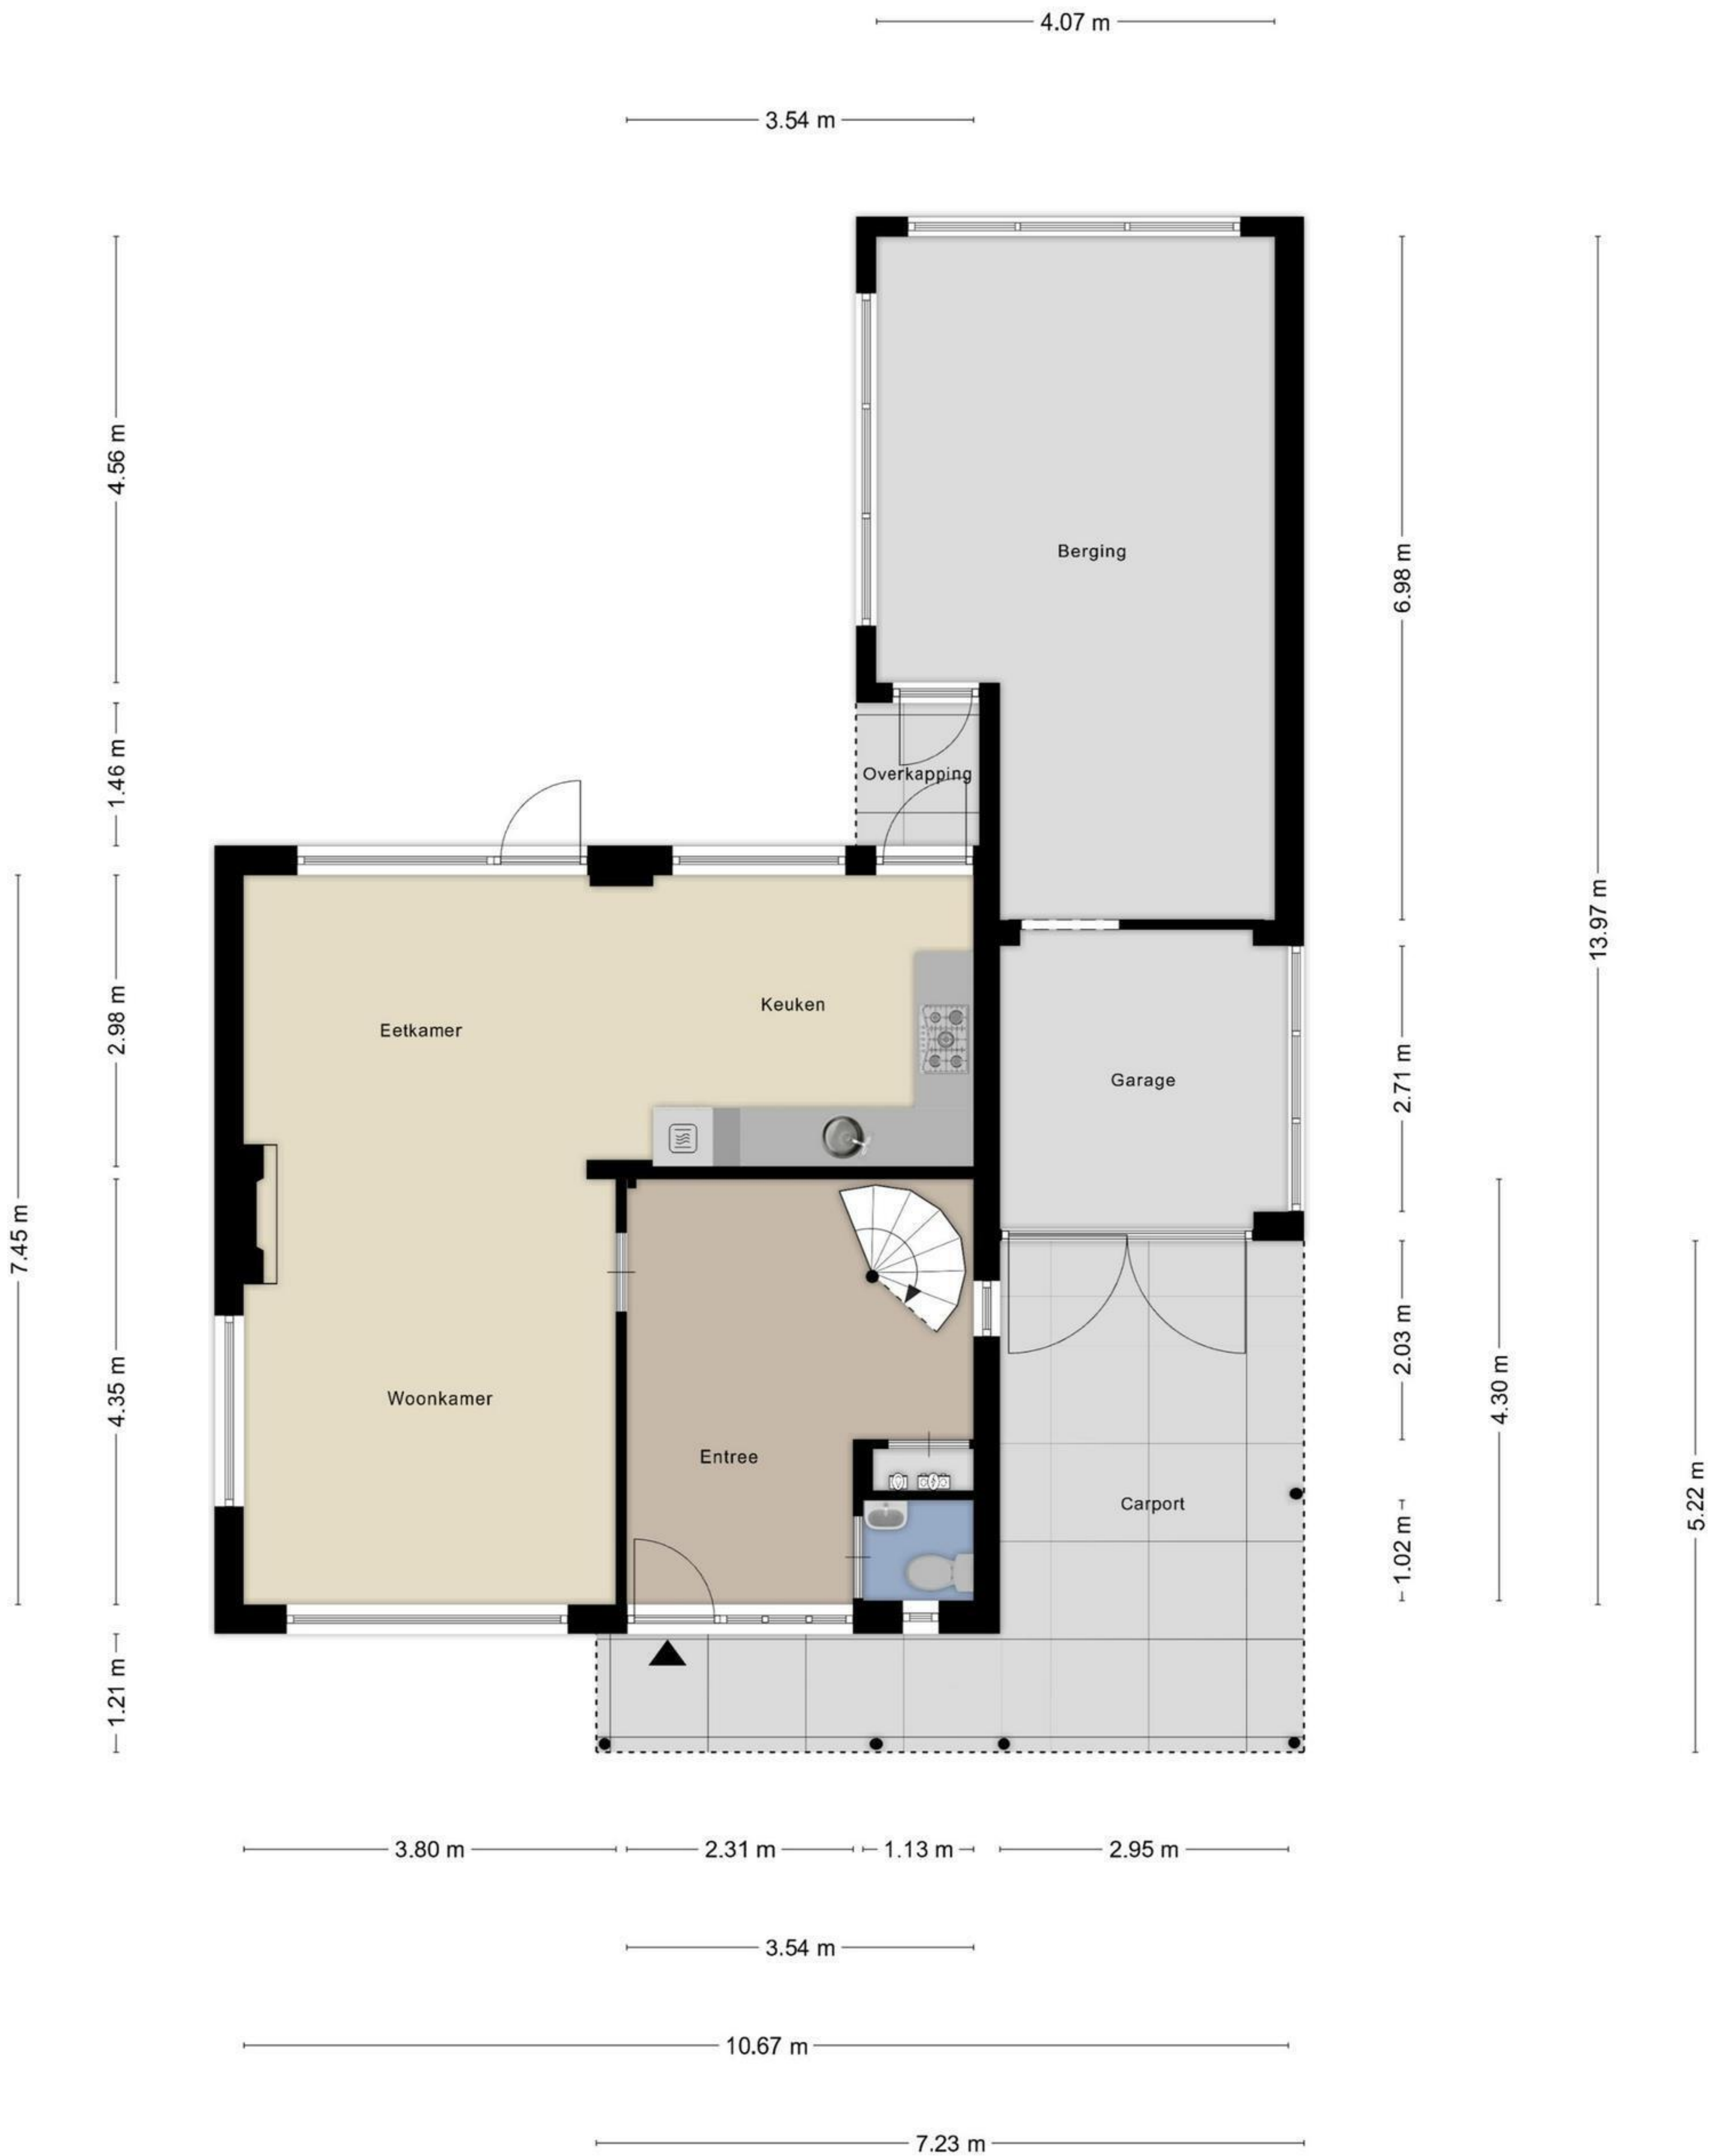 4.07 m
3.54 m
4.56 m
1.46 m
2.98 m
4.35 m
1.21 m
7.45 m
Berging
Overkapping
Eetkamer
Keuken
Garage
Woonkamer
Entree
Carport
6.98 m
2.71 m
2.03 m
1.02 m
4.30 m
13.97 m
5.22 m
3.80 m
2.31 m
1.13 m
2.95 m
3.54 m
10.67 m
7.23 m